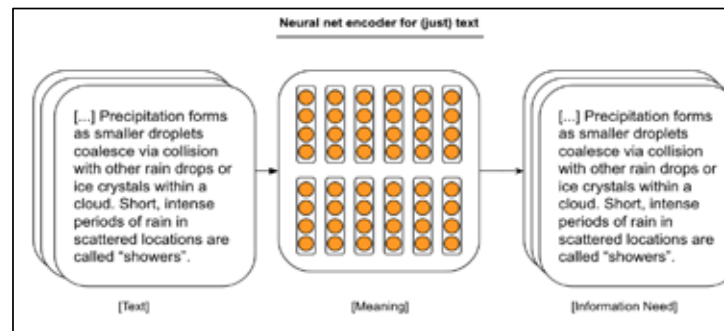 Neural net encoder for (just) text
[...] Precipitation forms
as smaller droplets
coalesce via collision
with other rain drops or
ice crystals within a
cloud. Short, intense
periods of rain in
scattered locations are
called “showers”.
[...] Precipitation forms
as smaller droplets
coalesce via collision
with other rain drops or
ice crystals within a
cloud. Short, intense
periods of rain in
scattered locations are
called “showers”.
[Text]
[Meaning]
[Information Need]